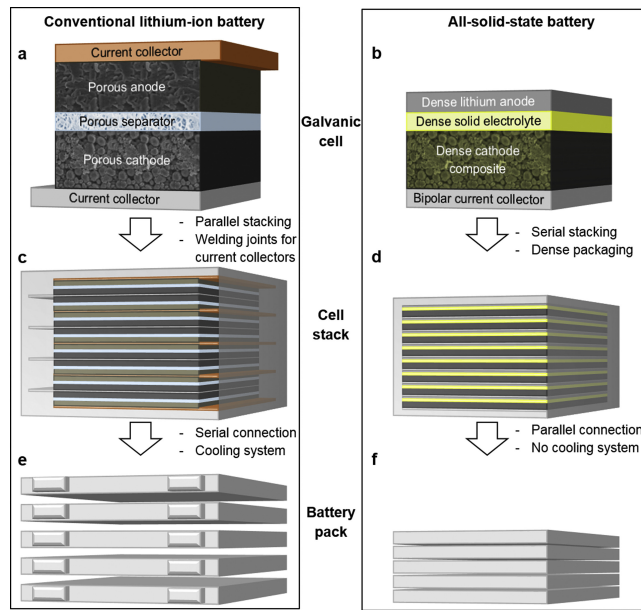 Conventional lithium-ion battery
All-solid-state battery
a
Current collector
Porous anode
Porous separator
Porous cathode
Current collector
Galvanic
cell
b
Dense lithium anode
Dense solid electrolyte
Dense cathode
composite
Bipolar current collector
- Parallel stacking
- Welding joints for
current collectors
- Serial stacking
- Dense packaging
c
Cell
stack
d
- Serial connection
- Cooling system
- Parallel connection
- No cooling system
e
Battery
pack
f